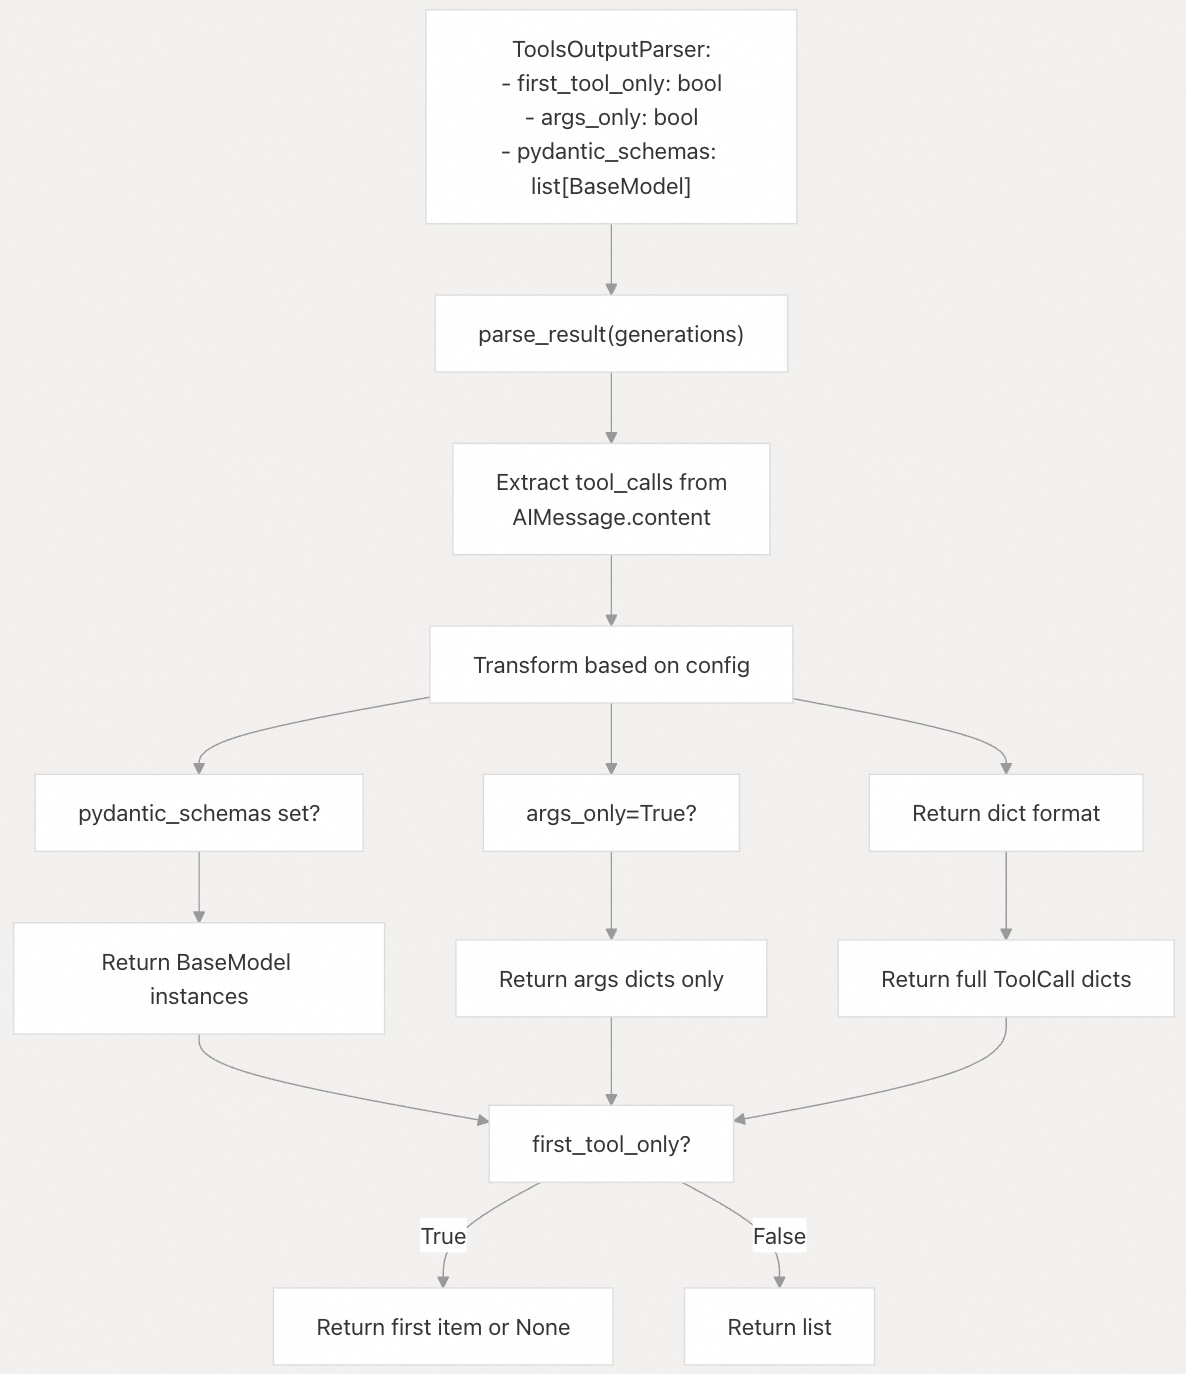 ToolsOutputParser:
- first_tool_only: bool
- args_only: bool
- pydantic_schemas:
list[BaseModel]
parse_result(generations)
Extract tool_calls from
AIMessage.content
Transform based on config
pydantic_schemas set?
args_only=True?
Return dict format
Return BaseModel
instances
Return args dicts only
Return full ToolCall dicts
first_tool_only?
True
False
Return first item or None
Return list